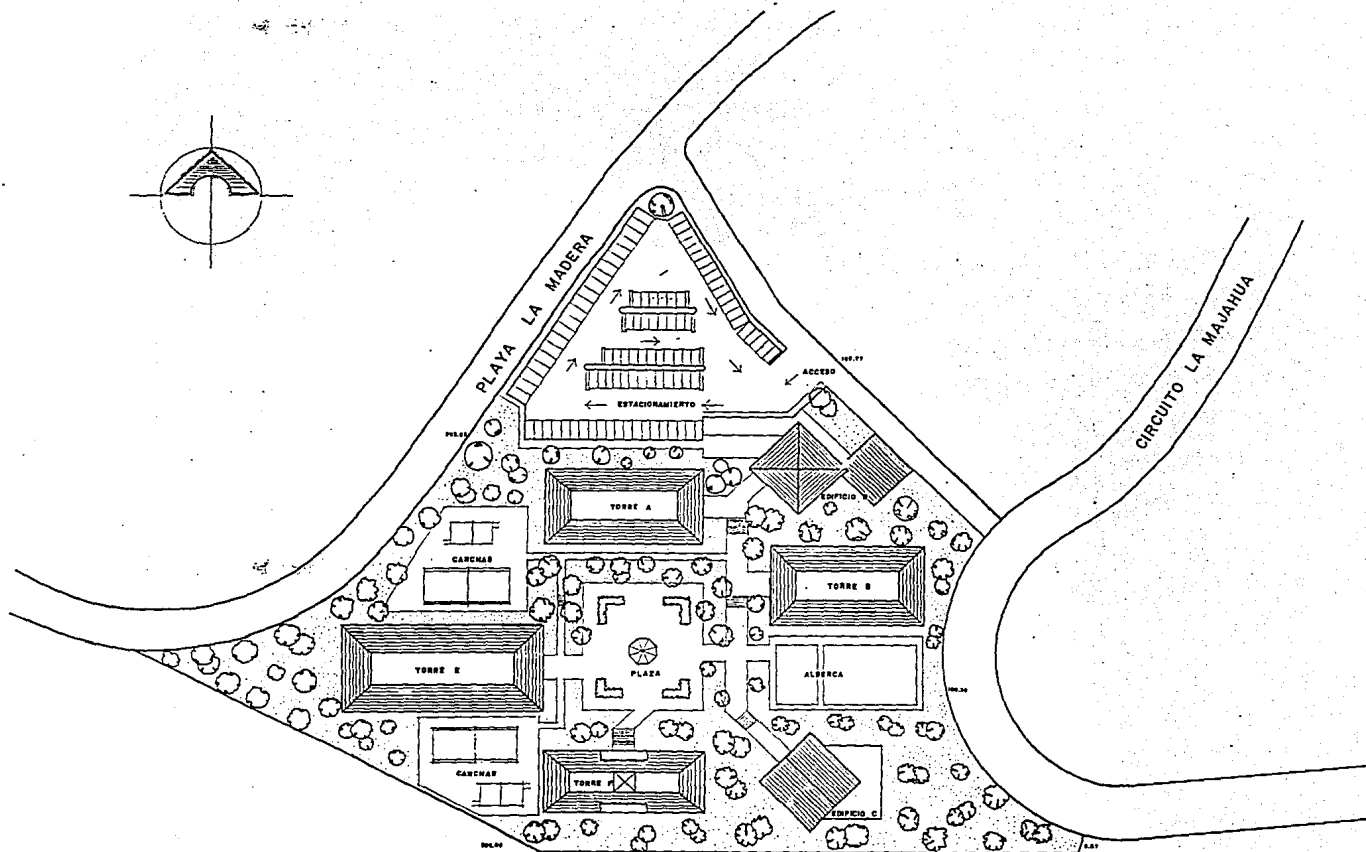 PLAYA LA MADERA
CIRCUITO LA MAJAHUA
ACCESO
ESTACIONAMIENTO
TORRE A
EDIFICIO
CANCHAS
TORRE B
TORRE E
PLAZA
ALBERCA
CANCHAS
TORRE F
EDIFICIO C